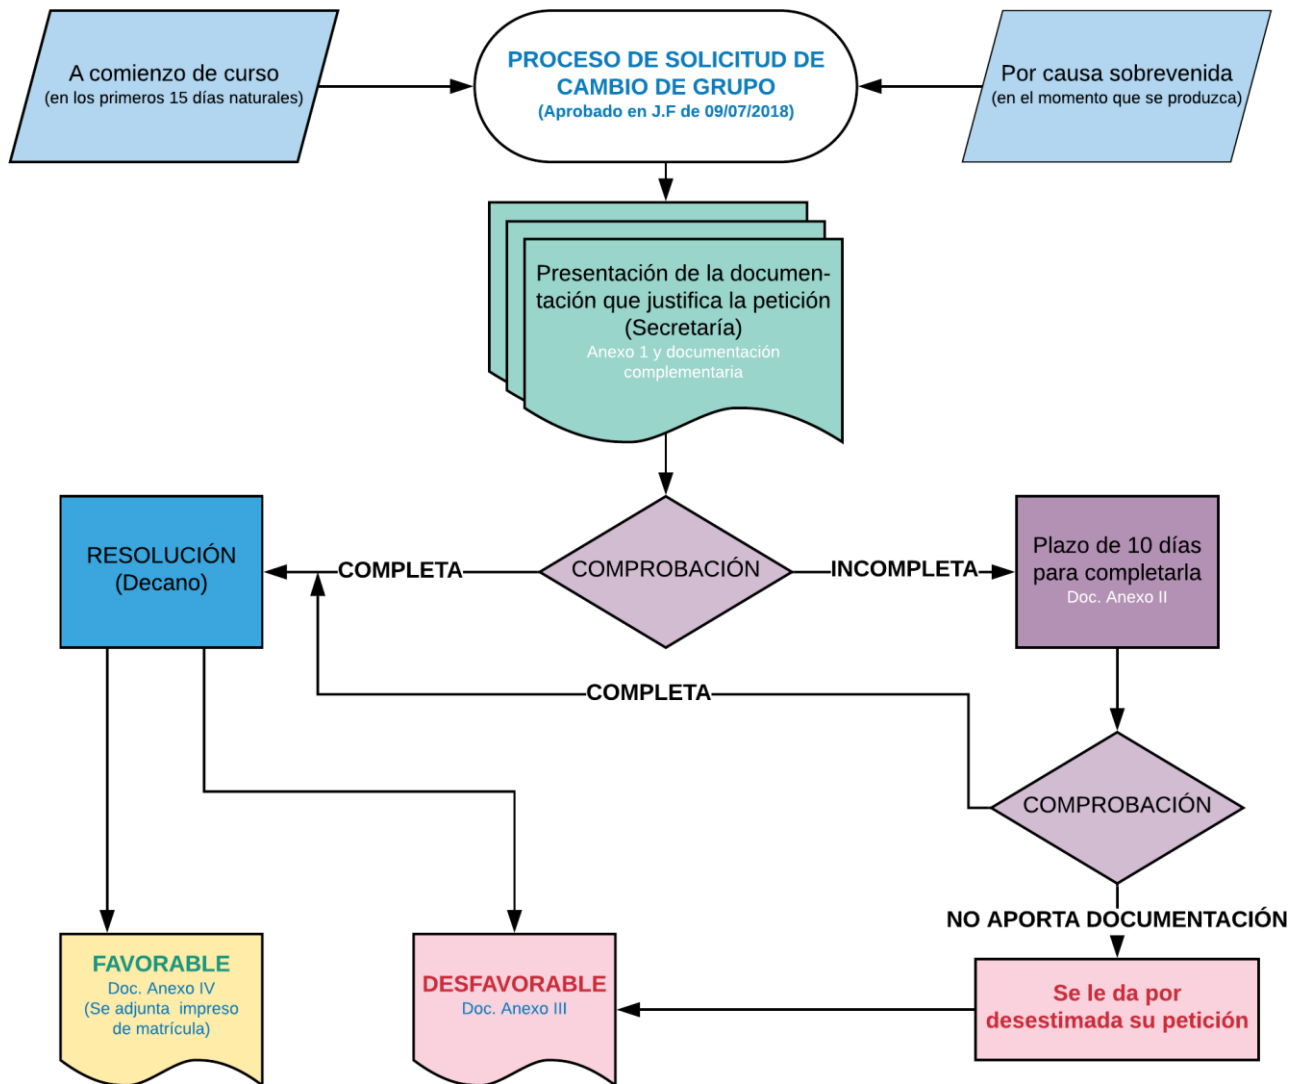 A comienzo de curso
(en los primeros 15 días naturales)
PROCESO DE SOLICITUD DE
CAMBIO DE GRUPO
(Aprobado en J.F de 09/07/2018)
Por causa sobrevenida
(en el momento que se produzca)
Presentación de la documen-
tación que justifica la petición
(Secretaría)
Anexo 1 y documentación
complementaria
RESOLUCIÓN
(Decano)
COMPLETA
COMPROBACIÓN
INCOMPLETA
Plazo de 10 días
para completarla
Doc. Anexo II
COMPLETA
COMPROBACIÓN
NO APORTA DOCUMENTACIÓN
FAVORABLE
Doc. Anexo IV
(Se adjunta impreso
de matrícula)
DESFAVORABLE
Doc. Anexo III
Se le da por
desestimada su petición